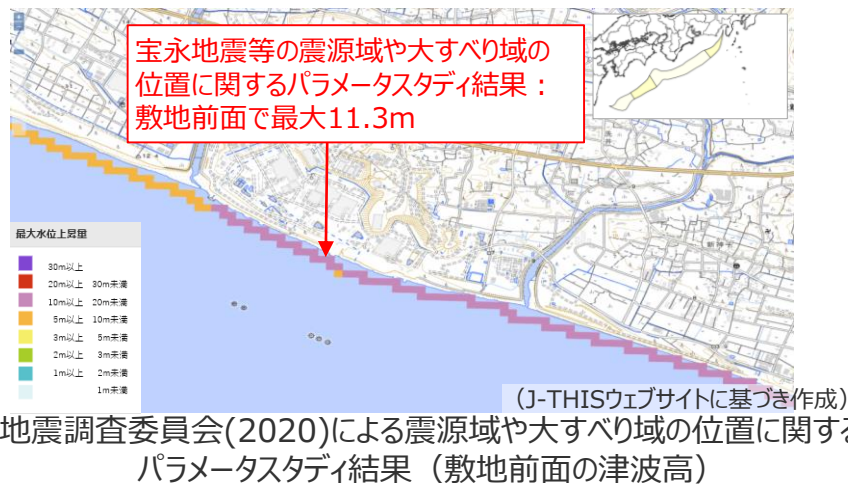 宝永地震等の震源域や大すべり域の
位置に関するパラメータスタディ結果：
敷地前面で最大11.3m
最大水位上昇量
30m以上
20m以上 30m未満
10m以上 20m未満
5m以上 10m未満
3m以上 5m未満
2m以上 3m未満
1m以上 2m未満
1m未満
（J-THISウェブサイトに基づき作成）
地震調査委員会(2020)による震源域や大すべり域の位置に関する
パラメータスタディ結果（敷地前面の津波高）